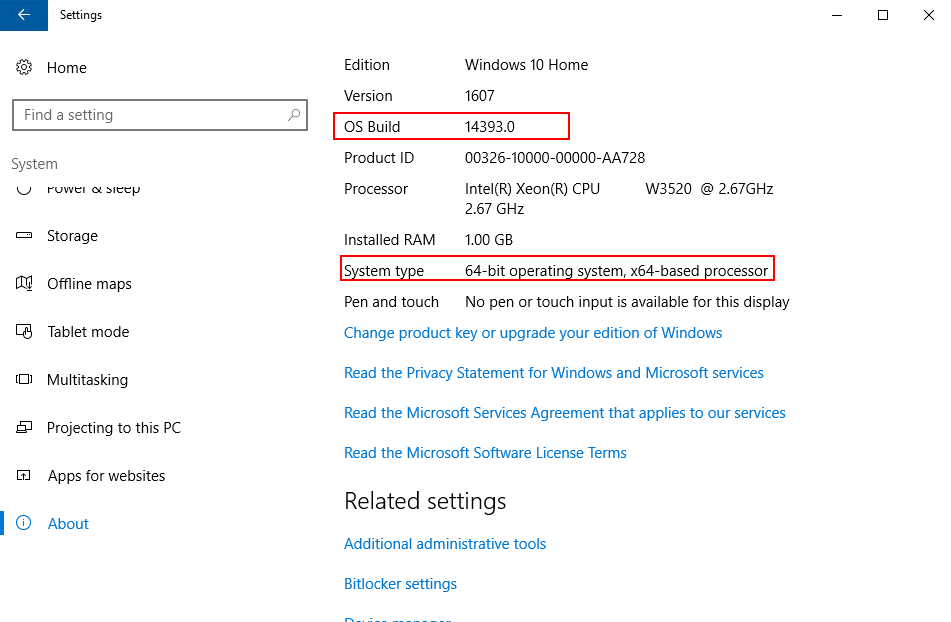 Settings
Home
Find a setting
System
Power & sleep
Storage
Offline maps
Tablet mode
Multitasking
Projecting to this PC
Apps for websites
About
Edition Windows 10 Home
Version 1607
OS Build 14393.0
Product ID 00326-10000-00000-AA728
Processor Intel(R) Xeon(R) CPU W3520 @ 2.67GHz
2.67 GHz
Installed RAM 1.00 GB
System type 64-bit operating system, x64-based processor
Pen and touch No pen or touch input is available for this display
Change product key or upgrade your edition of Windows
Read the Privacy Statement for Windows and Microsoft services
Read the Microsoft Services Agreement that applies to our services
Read the Microsoft Software License Terms
Related settings
Additional administrative tools
Bitlocker settings
Device manager